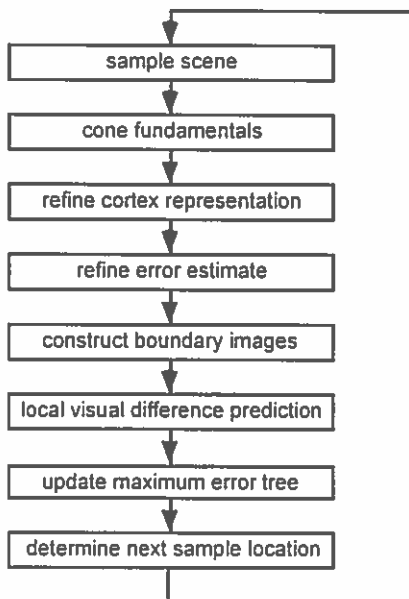 sample scene
cone fundamentals
refine cortex representation
refine error estimate
construct boundary images
local visual difference prediction
update maximum error tree
determine next sample location